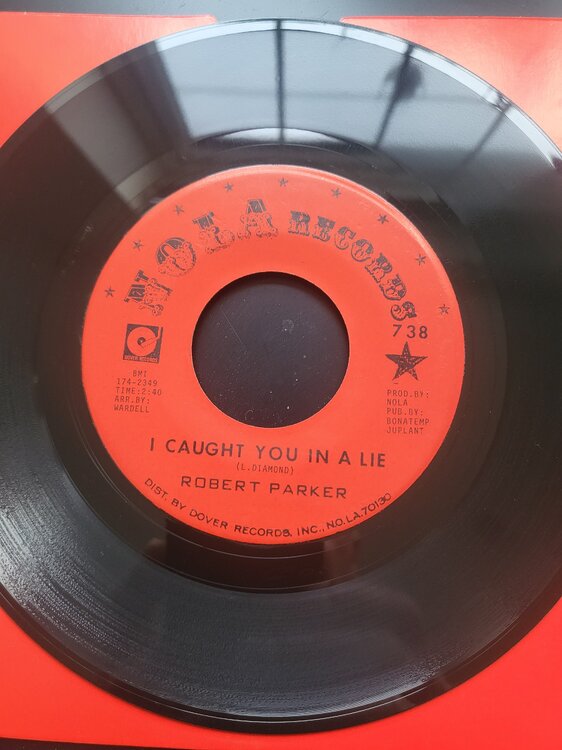 NOLA RECORDS
738
DOVER RECORDS
BMI
174-2349
TIME:2:40
ARR.BY:
WARDELL
PROD.BY:
NOLA
PUB.BY:
BONATEMP
JUPLANT
I CAUGHT YOU IN A LIE
(L.DIAMOND)
ROBERT PARKER
DIST. BY DOVER RECORDS, INC., N.O.LA.70130